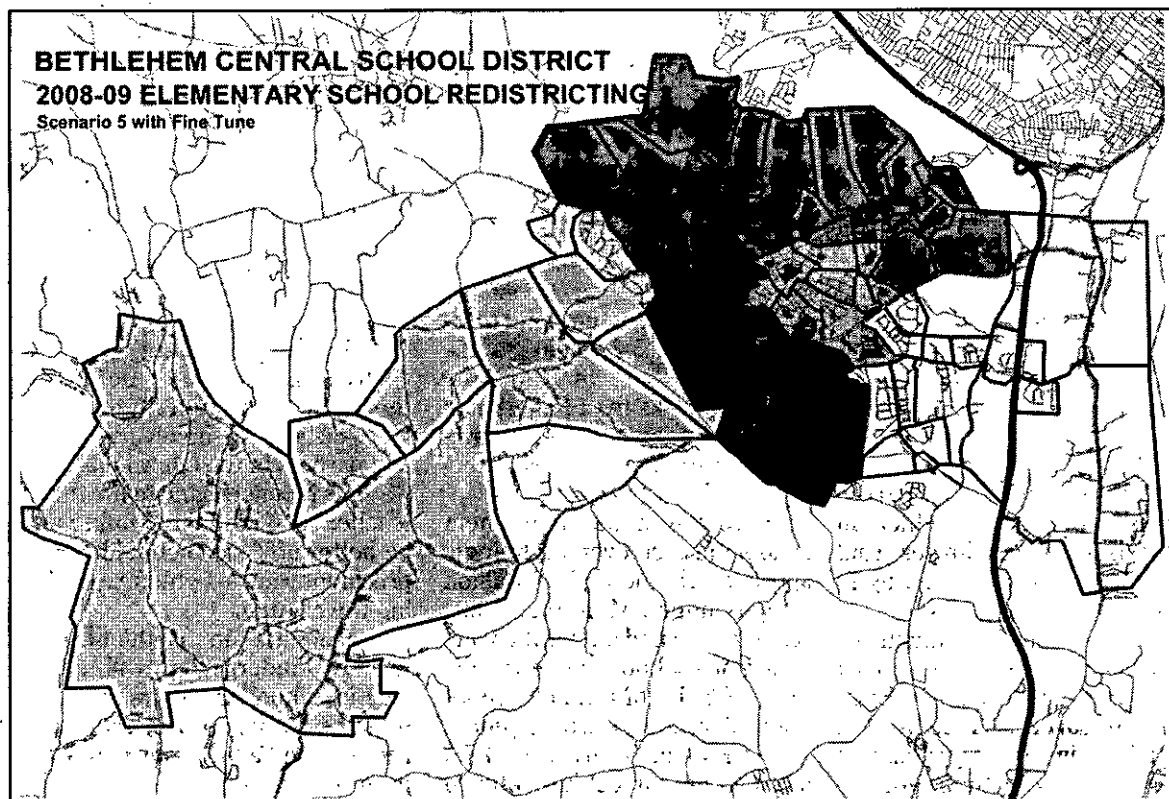 BETHLEHEM CENTRAL SCHOOL DISTRICT
2008-09 ELEMENTARY SCHOOL REDISTRICTING
Scenario 5 with Fine Tune